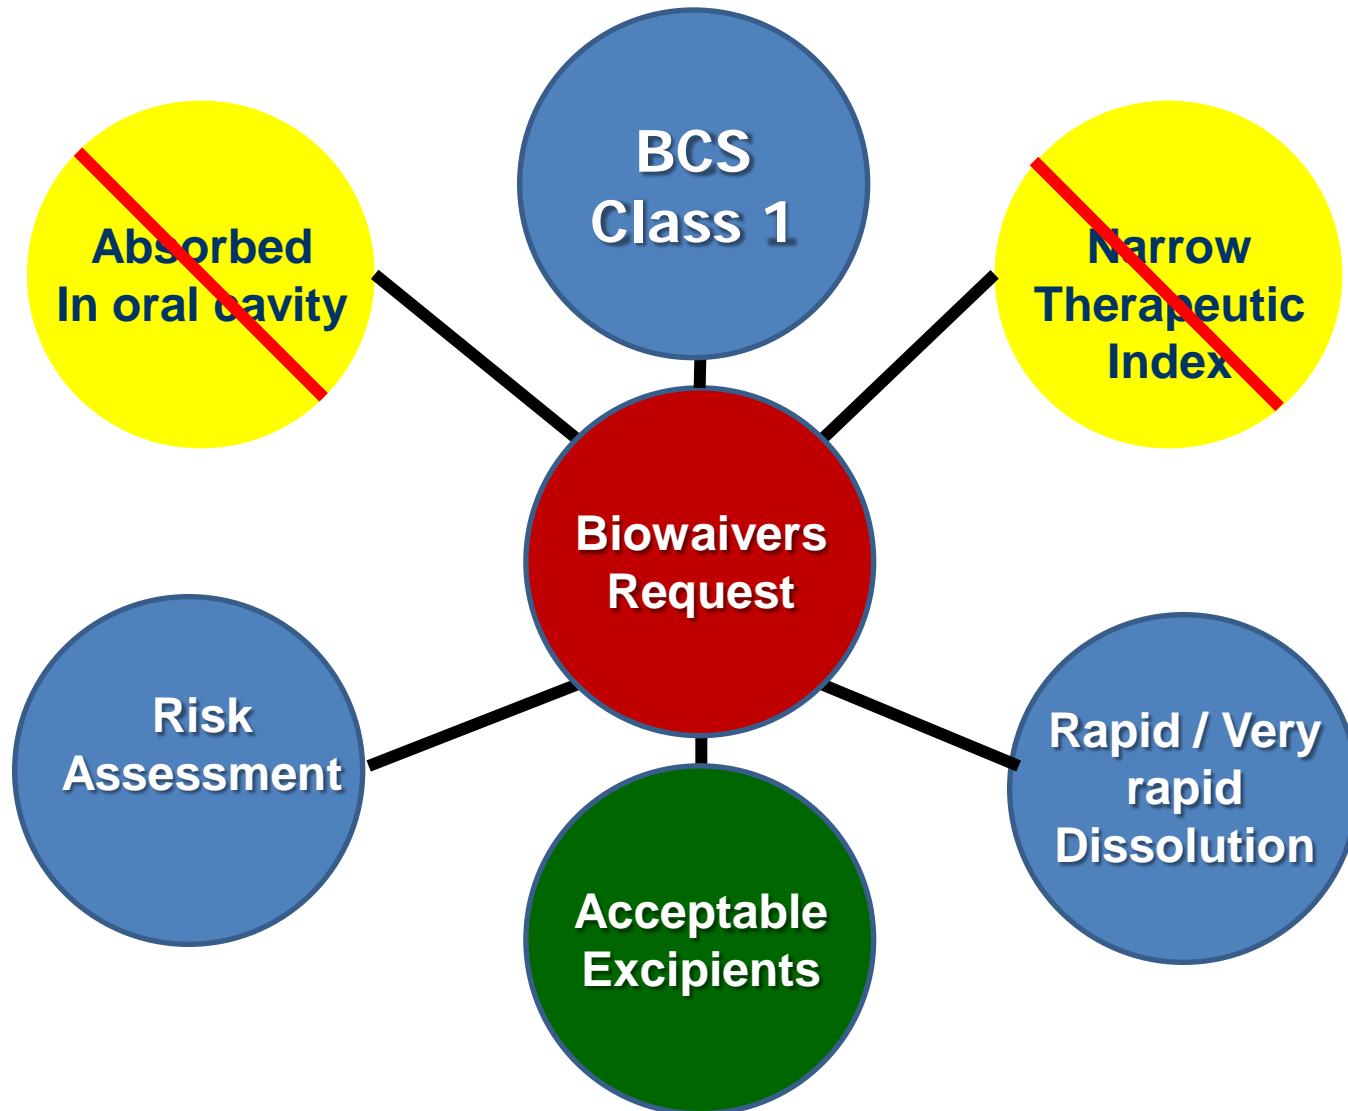 BCS
Class 1
Absorbed
In oral cavity
Narrow
Therapeutic
Index
Biowaivers
Request
Risk
Assessment
Rapid / Very
rapid
Dissolution
Acceptable
Excipients